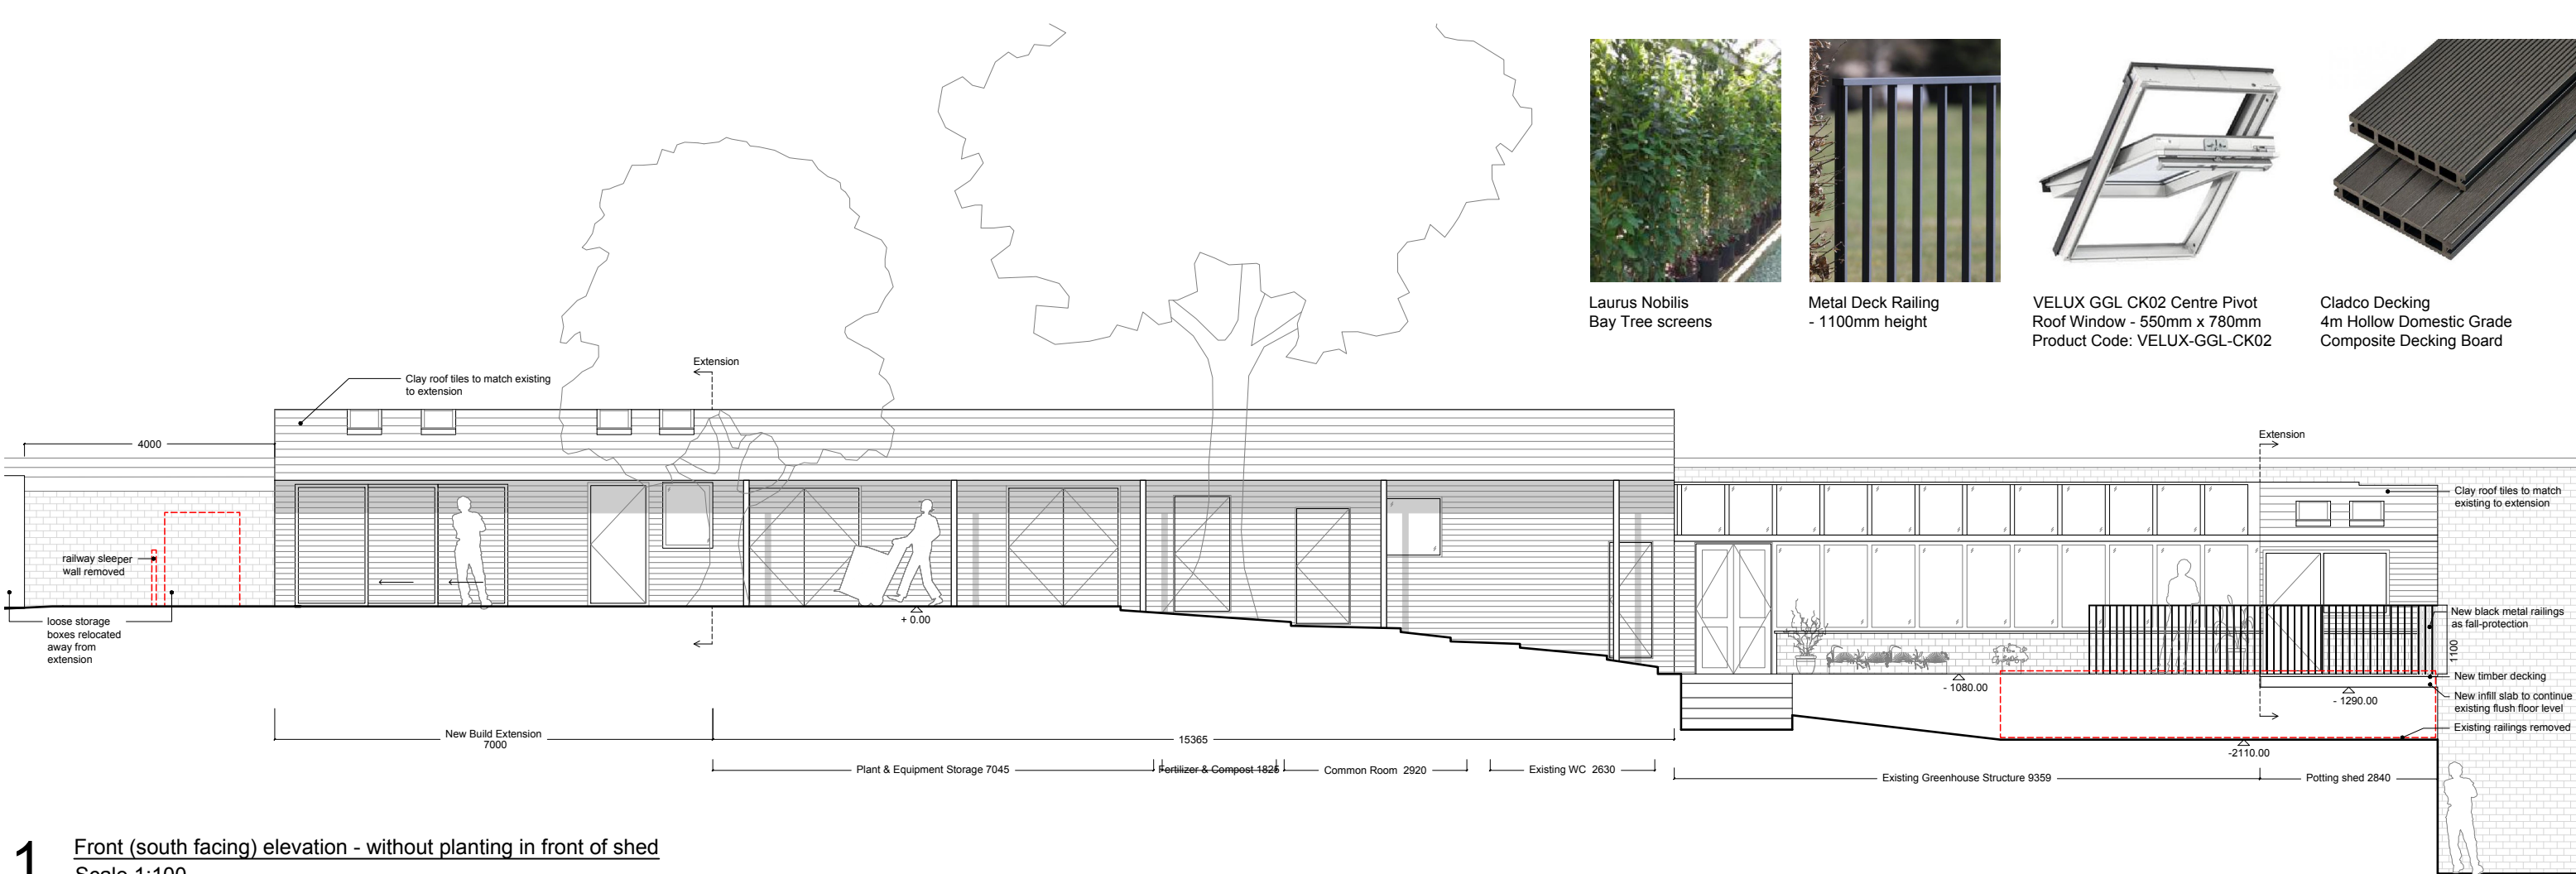 Laurus Nobilis
Bay Tree screens
Metal Deck Railing
- 1100mm height
VELUX GGL CK02 Centre Pivot
Roof Window - 550mm x 780mm
Product Code: VELUX-GGL-CK02
Cladco Decking
4m Hollow Domestic Grade
Composite Decking Board
Extension
Clay roof tiles to match existing
to extension
4000
Extension
Clay roof tiles to match
existing to extension
railway sleeper
wall removed
loose storage
boxes relocated
away from
extension
+ 0.00
New black metal railings
as fall-protection
1100
New timber decking
- 1080.00
New infill slab to continue
existing flush floor level
- 1290.00
Existing railings removed
-2110.00
New Build Extension
7000
15365
Plant & Equipment Storage 7045
Fertilizer & Compost 1825
Common Room 2920
Existing WC 2630
Existing Greenhouse Structure 9359
Potting shed 2840
1
Front (south facing) elevation - without planting in front of shed
Scale 1:100